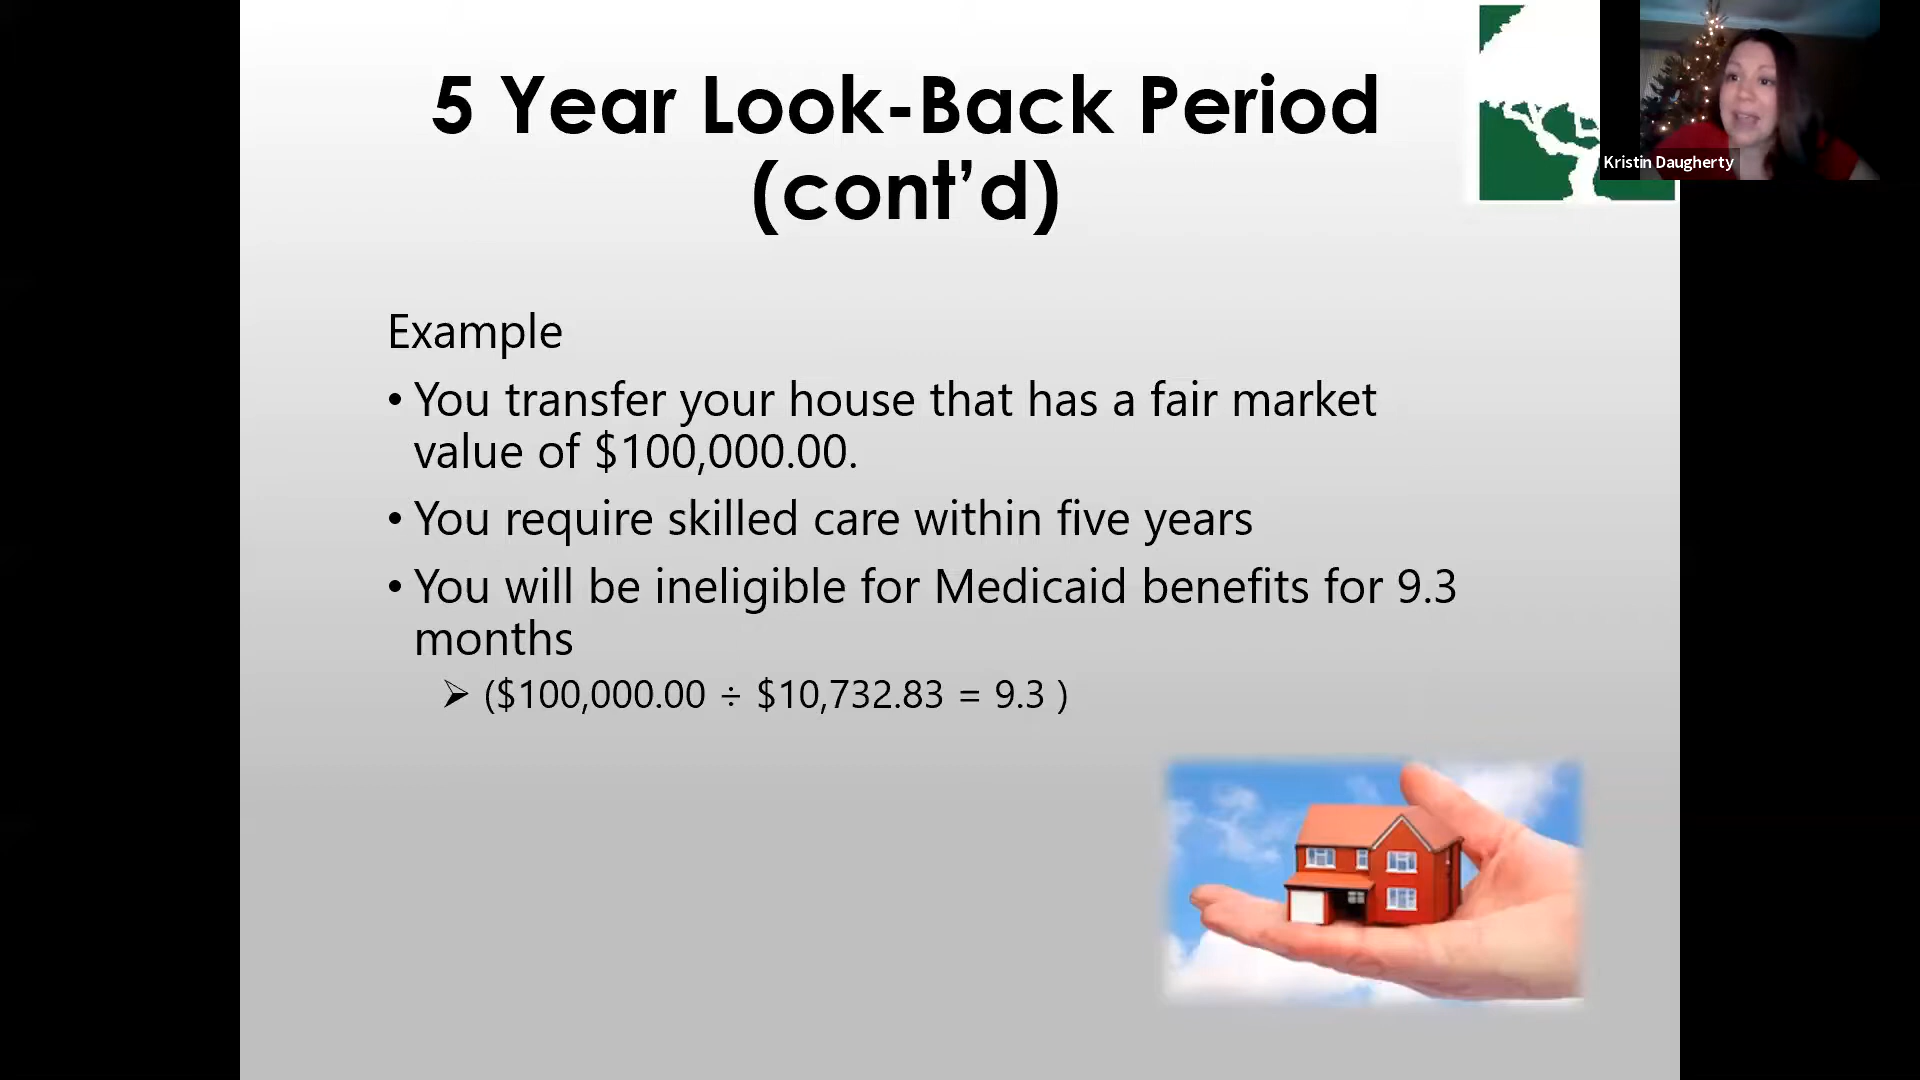 5 Year Look-Back Period
(cont’d)
Kristin Daugherty
Example
• You transfer your house that has a fair market
value of $100,000.00.
• You require skilled care within five years
• You will be ineligible for Medicaid benefits for 9.3
months
➢ ($100,000.00 ÷ $10,732.83 = 9.3 )